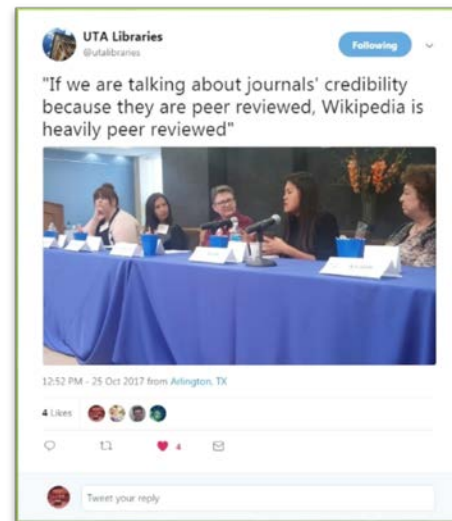 UTA Libraries
@utalibraries
Following
"If we are talking about journals' credibility
because they are peer reviewed, Wikipedia is
heavily peer reviewed"
12:52 PM - 25 Oct 2017 from Arlington, TX
4 Likes
4
Tweet your reply